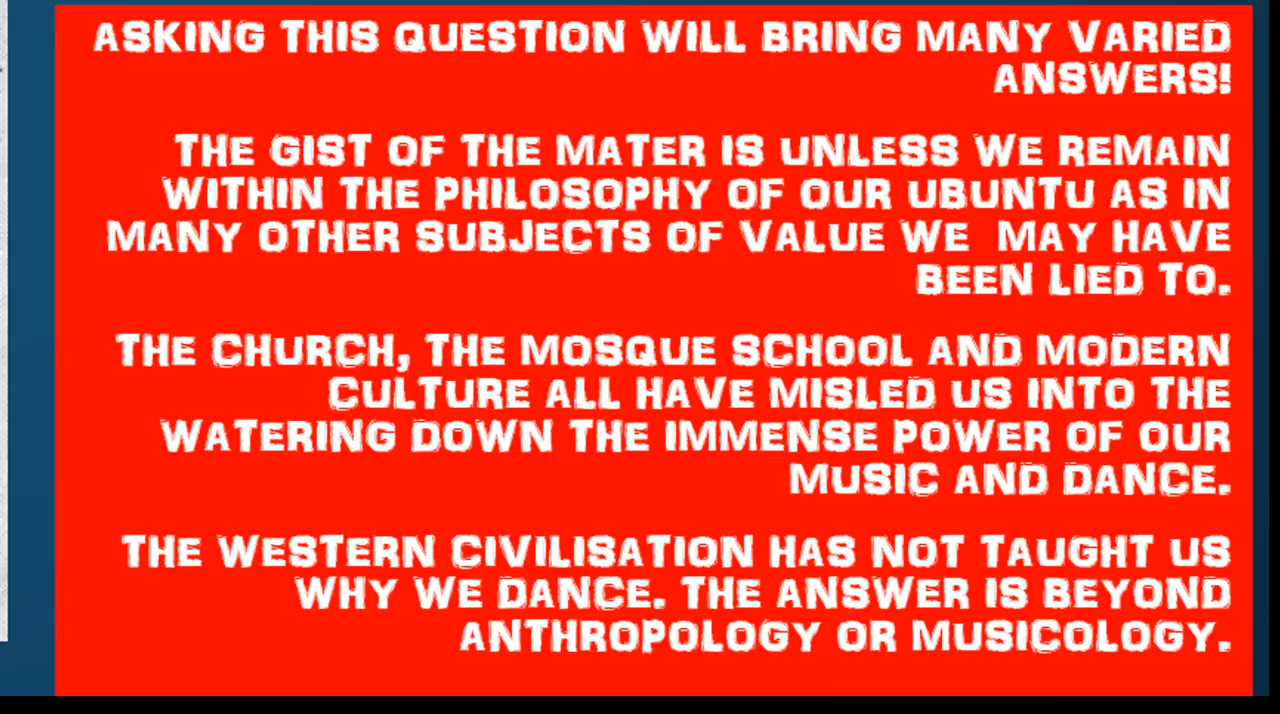 ASKING THIS QUESTION WILL BRING MANY VARIED
ANSWERS!
THE GIST OF THE MATER IS UNLESS WE REMAIN
WITHIN THE PHILOSOPHY OF OUR UBUNTU AS IN
MANY OTHER SUBJECTS OF VALUE WE MAY HAVE
BEEN LIED TO.
THE CHURCH, THE MOSQUE SCHOOL AND MODERN
CULTURE ALL HAVE MISLED US INTO THE
WATERING DOWN THE IMMENSE POWER OF OUR
MUSIC AND DANCE.
THE WESTERN CIVILISATION HAS NOT TAUGHT US
WHY WE DANCE. THE ANSWER IS BEYOND
ANTHROPOLOGY OR MUSICOLOGY.